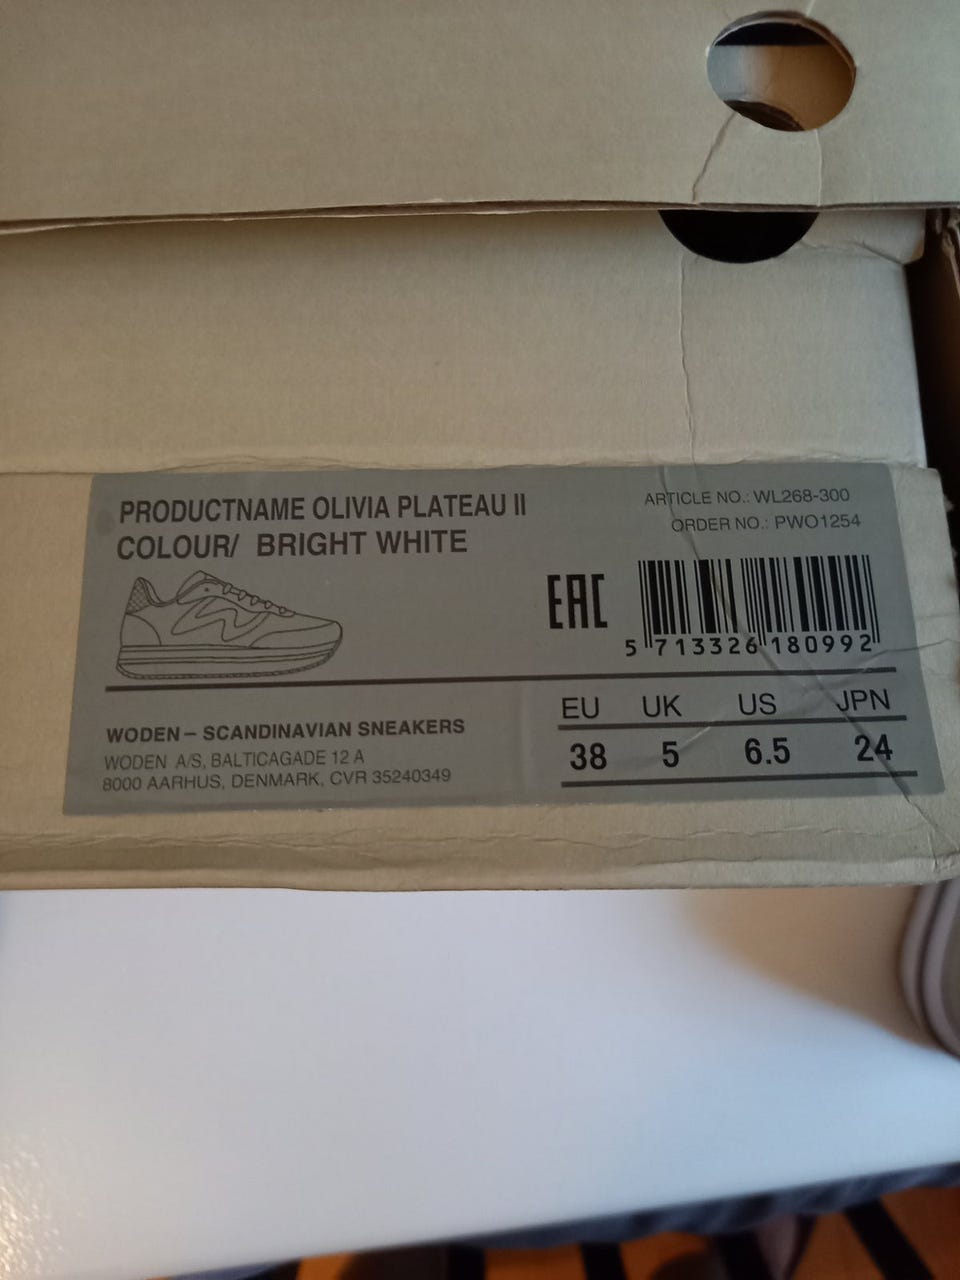 PRODUCTNAME OLIVIA PLATEAU II
COLOUR/ BRIGHT WHITE
ARTICLE NO.: WL268-300
ORDER NO.: PWO1254
EAC
5 713326 180992
WODEN – SCANDINAVIAN SNEAKERS
WODEN A/S, BALTICAGADE 12 A
8000 AARHUS, DENMARK, CVR 35240349
EU UK US JPN
38 5 6.5 24